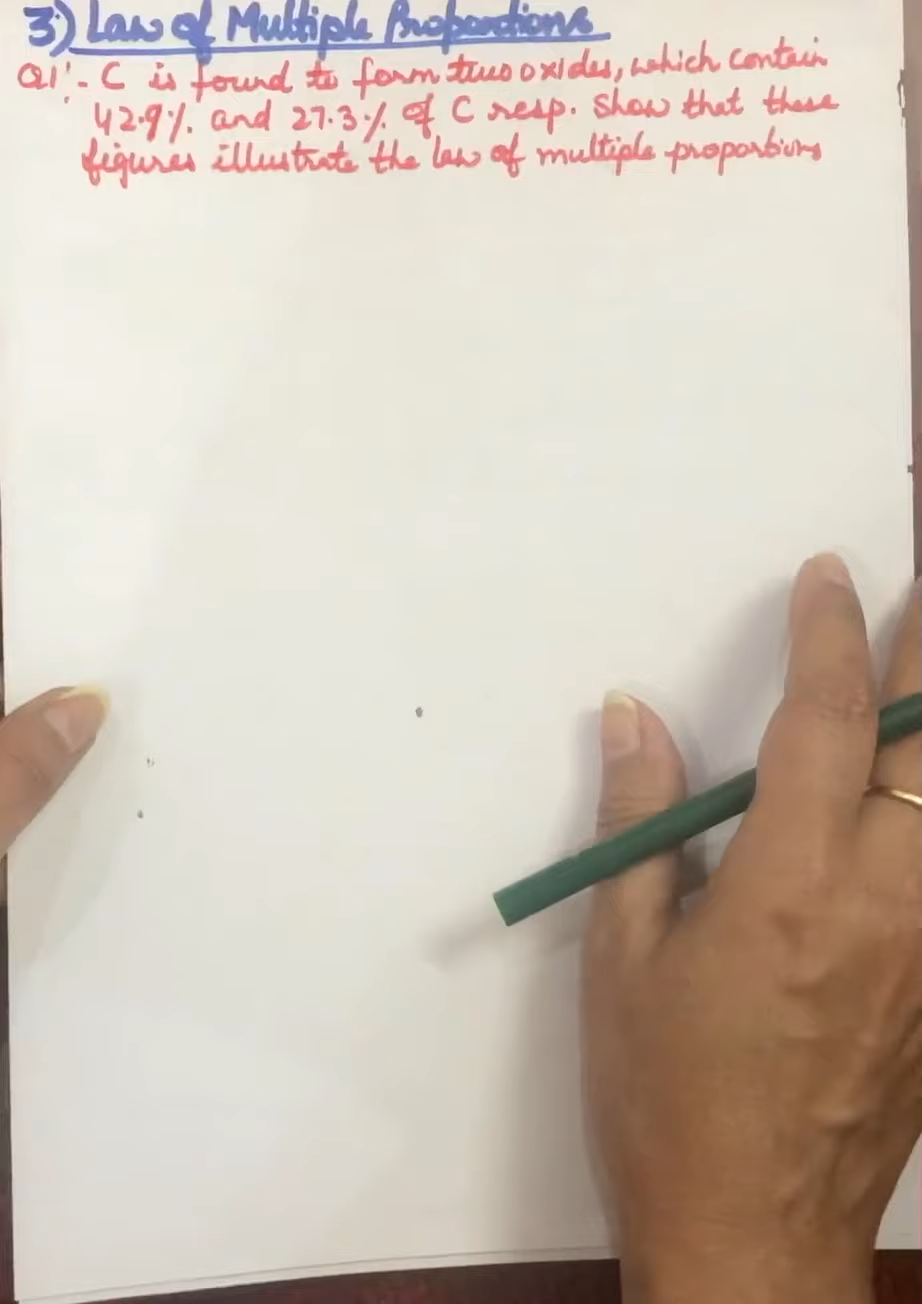 3) Law of Multiple Proportions
Q1:- C is found to form two oxides, which contain
42.9% and 27.3% of C resp. Show that these
figures illustrate the law of multiple proportions